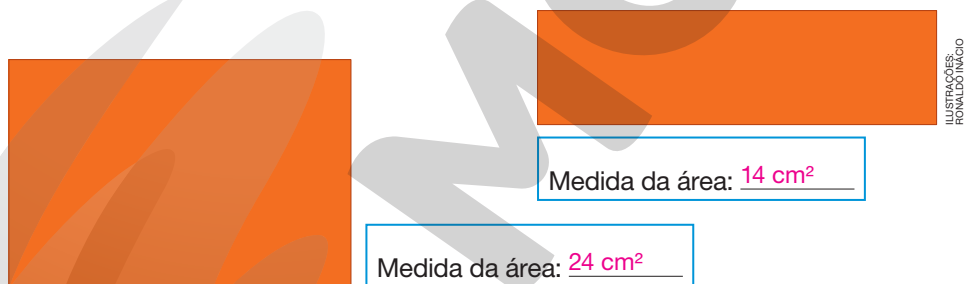 ILUSTRAÇÕES:
RONALDO INÁCIO
Medida da área: 14 cm²
Medida da área: 24 cm²